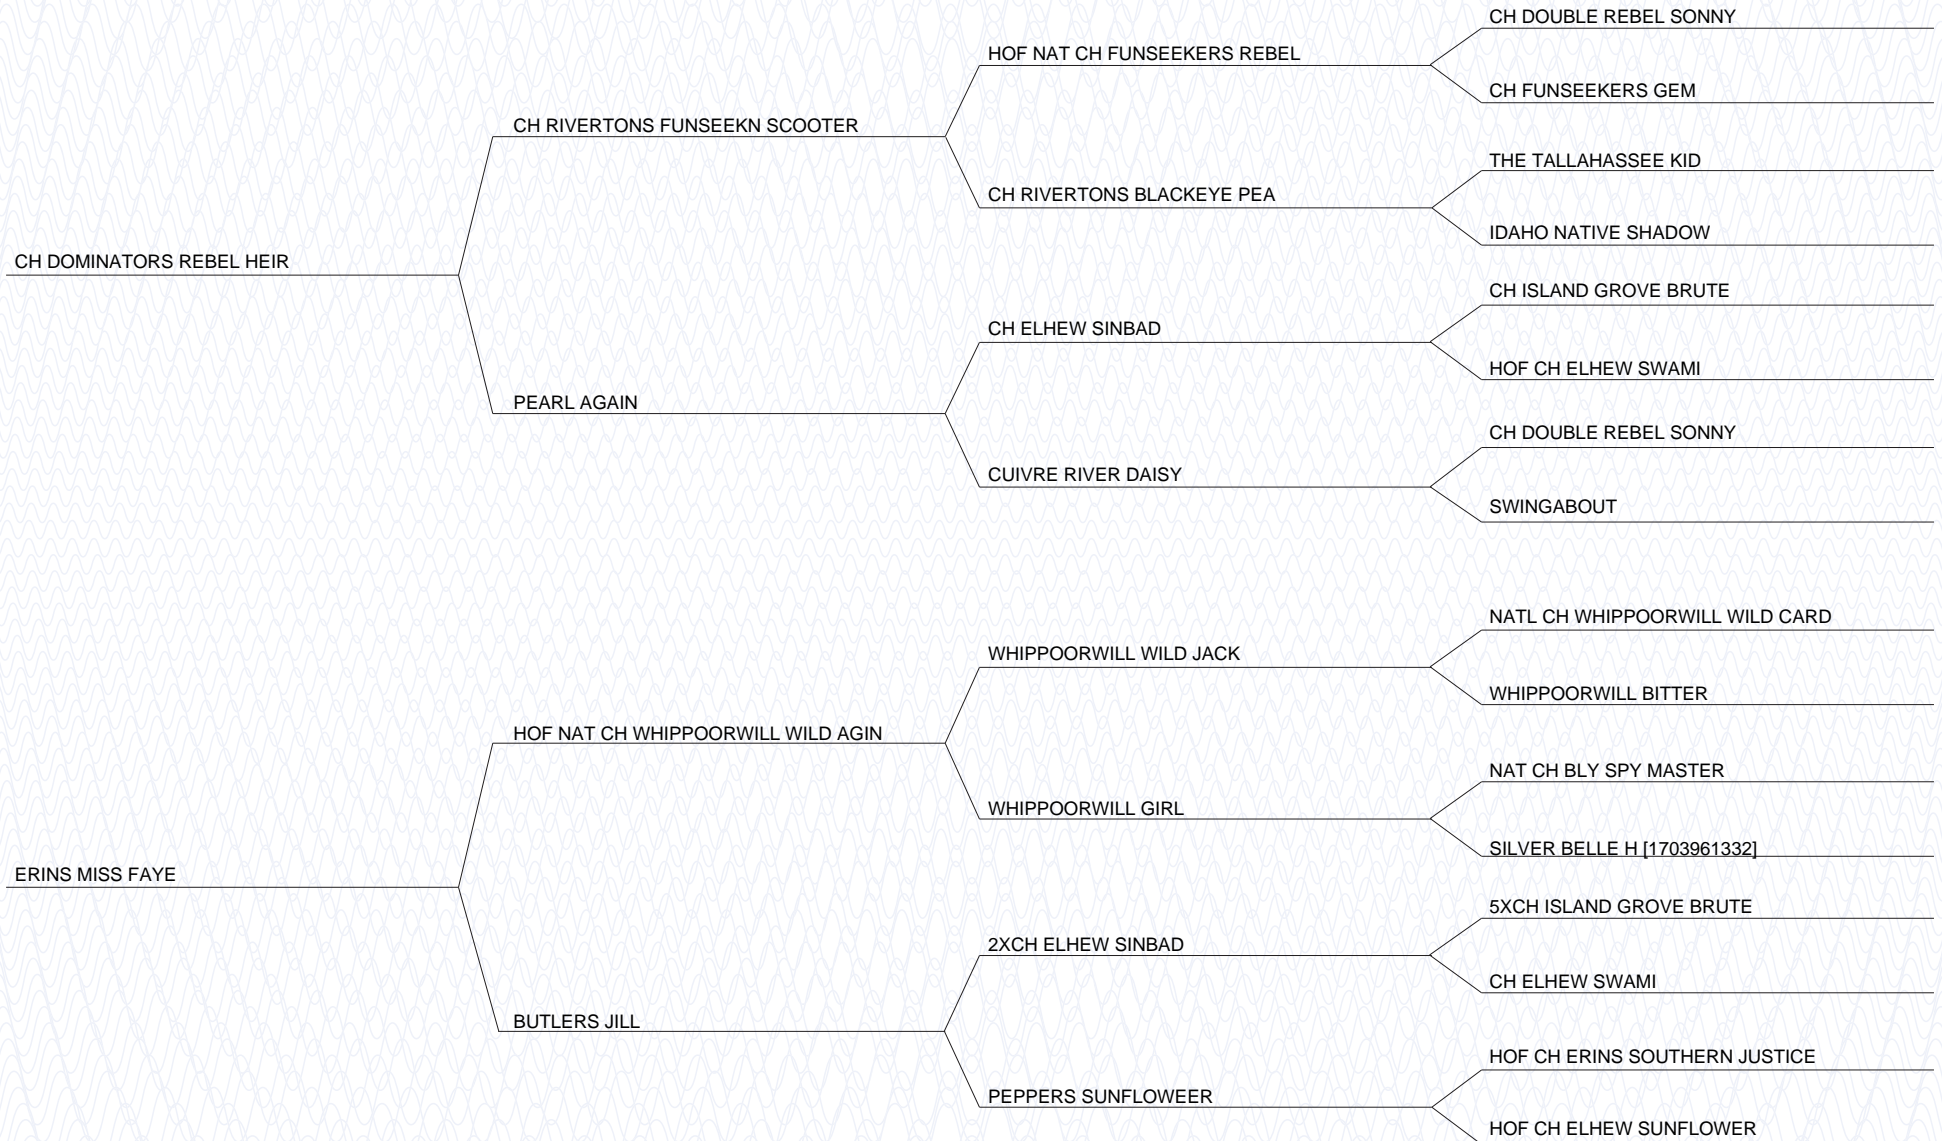 CH DOUBLE REBEL SONNY
HOF NAT CH FUNSEEKERS REBEL
CH FUNSEEKERS GEM
CH RIVERTONS FUNSEEKN SCOOTER
THE TALLAHASSEE KID
CH RIVERTONS BLACKEYE PEA
IDAHO NATIVE SHADOW
CH DOMINATORS REBEL HEIR
CH ISLAND GROVE BRUTE
CH ELHEW SINBAD
HOF CH ELHEW SWAMI
PEARL AGAIN
CH DOUBLE REBEL SONNY
CUIVRE RIVER DAISY
SWINGABOUT
NATL CH WHIPPOORWILL WILD CARD
WHIPPOORWILL WILD JACK
WHIPPOORWILL BITTER
HOF NAT CH WHIPPOORWILL WILD AGIN
NAT CH BLY SPY MASTER
WHIPPOORWILL GIRL
SILVER BELLE H [1703961332]
ERINS MISS FAYE
5XCH ISLAND GROVE BRUTE
2XCH ELHEW SINBAD
CH ELHEW SWAMI
BUTLERS JILL
HOF CH ERINS SOUTHERN JUSTICE
PEPPERS SUNFLOWEER
HOF CH ELHEW SUNFLOWER